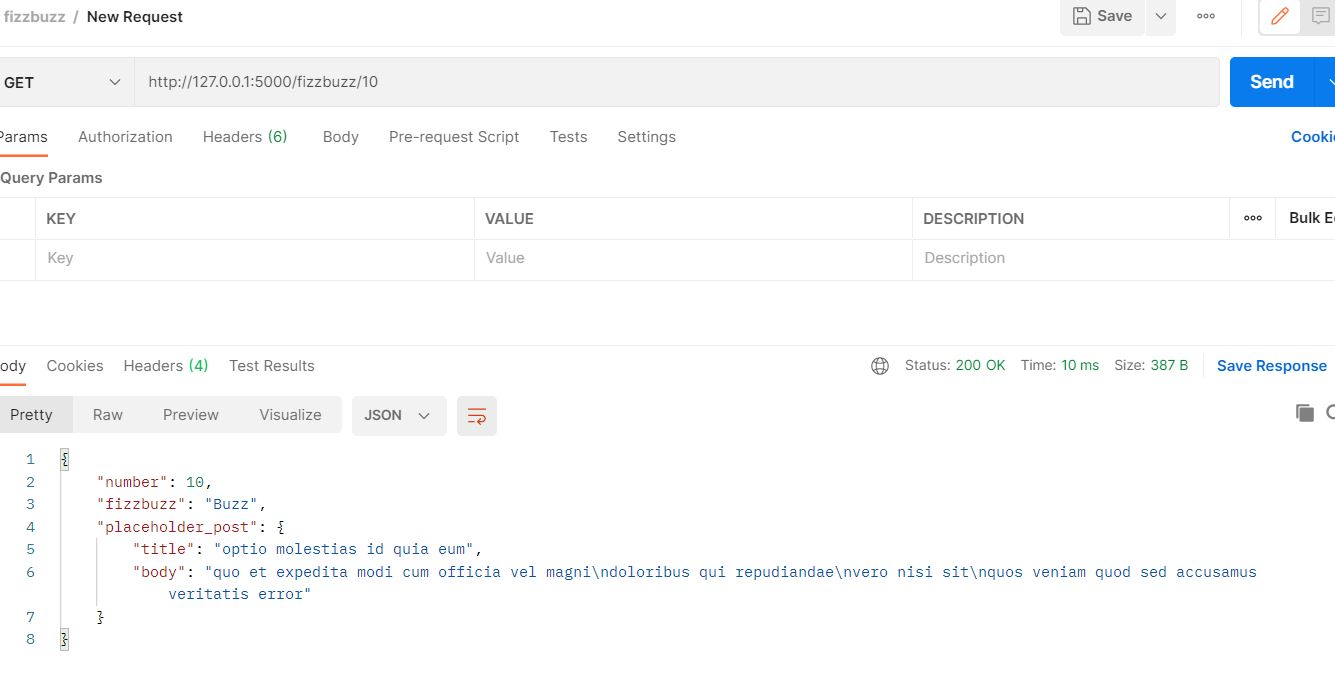 fizzbuzz / New Request Save
GET http://127.0.0.1:5000/fizzbuzz/10 Send
Params Authorization Headers (6) Body Pre-request Script Tests Settings Cookie
Query Params
KEY VALUE DESCRIPTION Bulk E
Key Value Description
ody Cookies Headers (4) Test Results Status: 200 OK Time: 10 ms Size: 387 B Save Response
Pretty Raw Preview Visualize JSON
1 {
2 "number": 10,
3 "fizzbuzz": "Buzz",
4 "placeholder_post": {
5 "title": "optio molestias id quia eum",
6 "body": "quo et expedita modi cum officia vel magni\ndoloribus qui repudiandae\nvero nisi sit\nquos veniam quod sed accusamus
veritatis error"
7 }
8 }